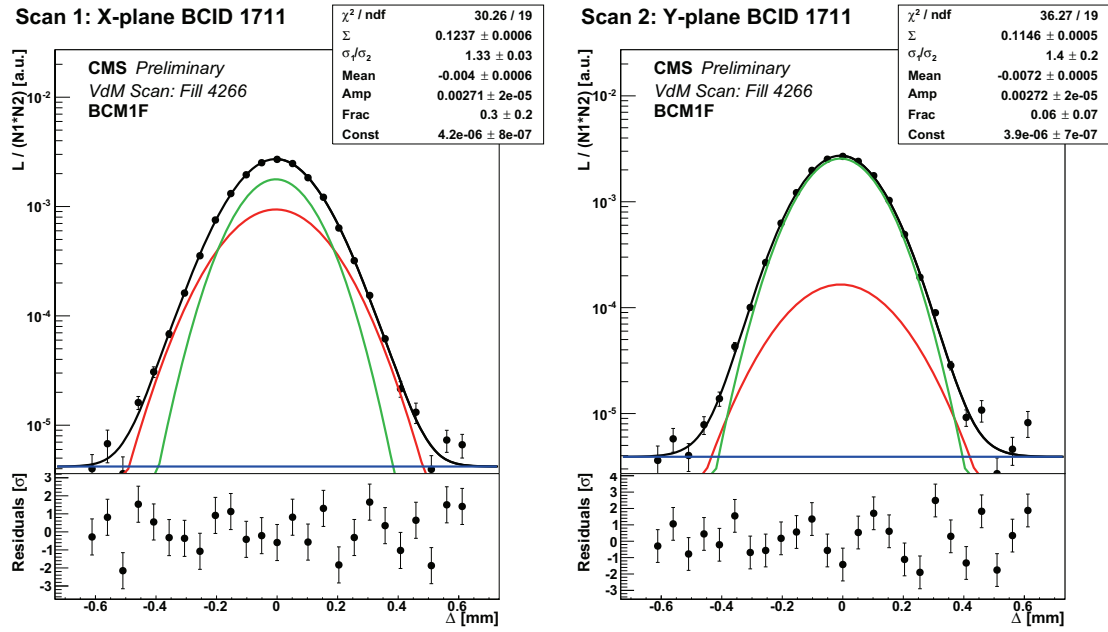 Scan 1: X-plane BCID 1711
χ² / ndf 30.26 / 19
Σ 0.1237 ± 0.0006
σ₁/σ₂ 1.33 ± 0.03
Mean -0.004 ± 0.0006
Amp 0.00271 ± 2e-05
Frac 0.3 ± 0.2
Const 4.2e-06 ± 8e-07
CMS Preliminary
VdM Scan: Fill 4266
BCM1F
L / (N1*N2) [a.u.]
10⁻²
10⁻³
10⁻⁴
10⁻⁵
Residuals [σ]
3
2
1
0
-1
-2
-3
-0.6 -0.4 -0.2 0 0.2 0.4 0.6
Δ [mm]
Scan 2: Y-plane BCID 1711
χ² / ndf 36.27 / 19
Σ 0.1146 ± 0.0005
σ₁/σ₂ 1.4 ± 0.2
Mean -0.0072 ± 0.0005
Amp 0.00272 ± 2e-05
Frac 0.06 ± 0.07
Const 3.9e-06 ± 7e-07
CMS Preliminary
VdM Scan: Fill 4266
BCM1F
L / (N1*N2) [a.u.]
10⁻²
10⁻³
10⁻⁴
10⁻⁵
Residuals [σ]
4
3
2
1
0
-1
-2
-3
-0.6 -0.4 -0.2 0 0.2 0.4 0.6
Δ [mm]